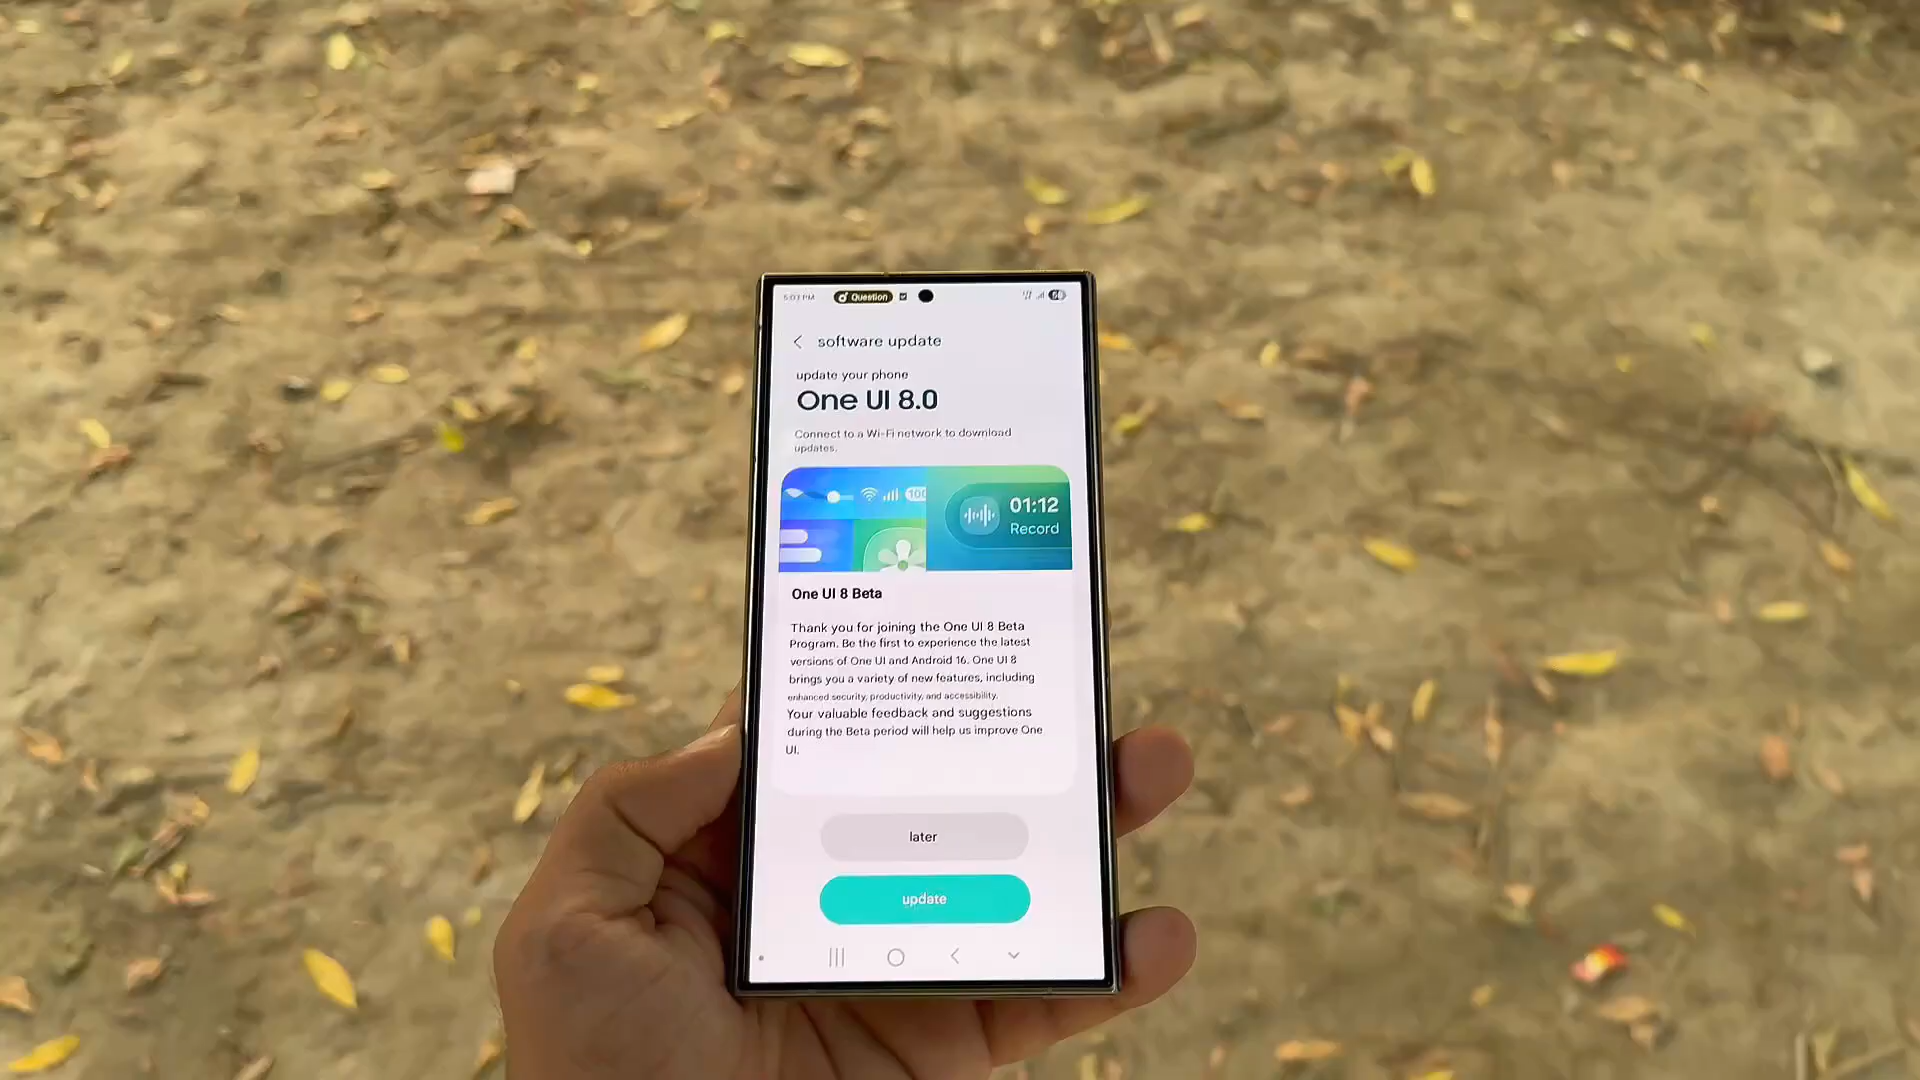 5:03 PM Question
software update
update your phone
One UI 8.0
Connect to a Wi-Fi network to download
updates.
100
01:12
Record
One UI 8 Beta
Thank you for joining the One UI 8 Beta
Program. Be the first to experience the latest
versions of One UI and Android 16. One UI 8
brings you a variety of new features, including
enhanced security, productivity, and accessibility.
Your valuable feedback and suggestions
during the Beta period will help us improve One
UI.
later
update